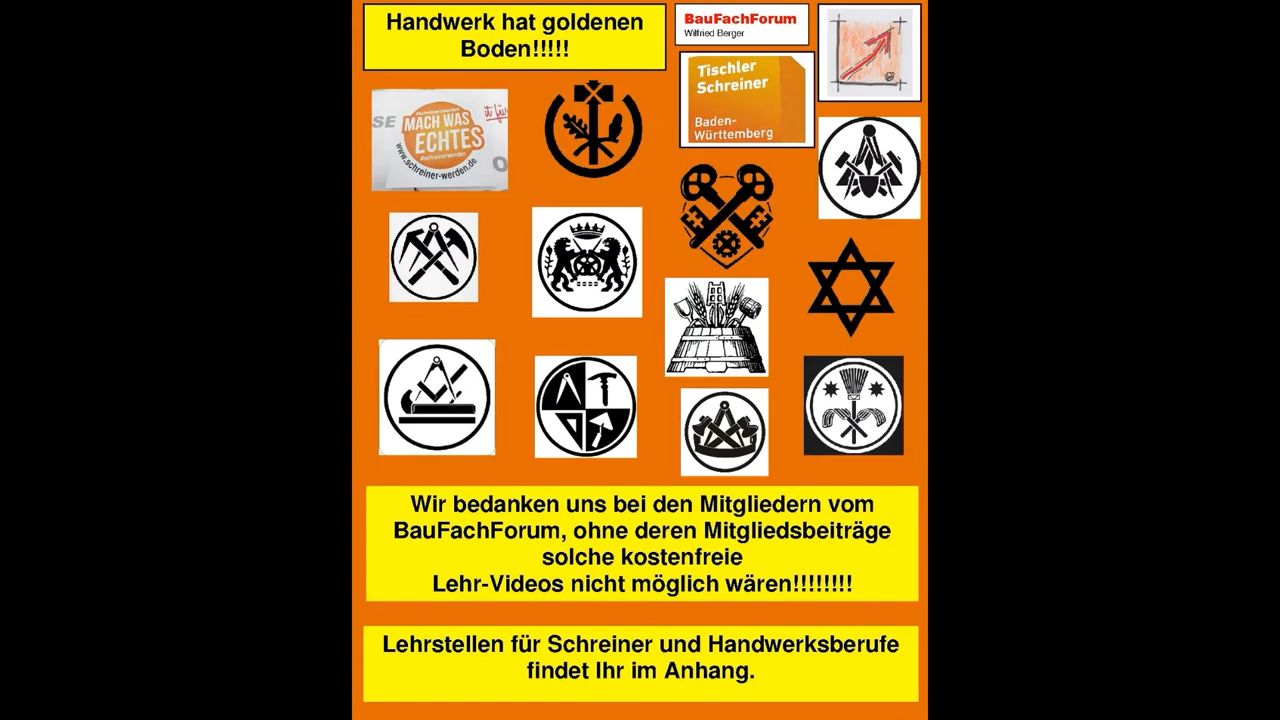 Handwerk hat goldenen
Boden!!!!!
BauFachForum
Wilfried Berger
Tischler
Schreiner
Baden-
Württemberg
SE
MACH WAS
ECHTES
#schreinerwerden
www.schreiner-werden.de
Wir bedanken uns bei den Mitgliedern vom
BauFachForum, ohne deren Mitgliedsbeiträge
solche kostenfreie
Lehr-Videos nicht möglich wären!!!!!!!!
Lehrstellen für Schreiner und Handwerksberufe
findet Ihr im Anhang.